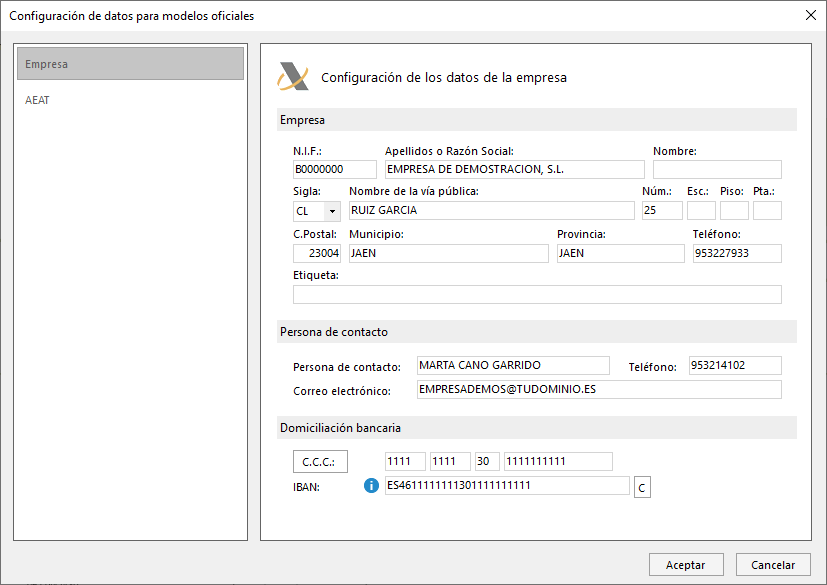 Configuración de datos para modelos oficiales
Empresa
AEAT
Configuración de los datos de la empresa
Empresa
N.I.F.: Apellidos o Razón Social: Nombre:
B0000000 EMPRESA DE DEMOSTRACION, S.L.
Sigla: Nombre de la vía pública: Núm.: Esc.: Piso: Pta.:
CL RUIZ GARCIA 25
C.Postal: Municipio: Provincia: Teléfono:
23004 JAEN JAEN 953227933
Etiqueta:
Persona de contacto
Persona de contacto: MARTA CANO GARRIDO Teléfono: 953214102
Correo electrónico: EMPRESADEMOS@TUDOMINIO.ES
Domiciliación bancaria
C.C.C.: 1111 1111 30 1111111111
IBAN: ES4611111111301111111111 C
Aceptar Cancelar